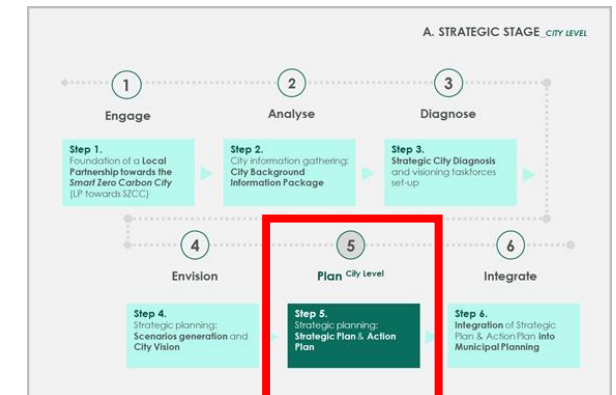 A. STRATEGIC STAGE_CITY LEVEL
1
2
3
Engage
Analyse
Diagnose
Step 1.
Foundation of a Local
Partnership towards the
Smart Zero Carbon City
(LP towards SZCC)
Step 2.
City information gathering:
City Background
Information Package
Step 3.
Strategic City Diagnosis
and visioning taskforces
set-up
4
5
6
Envision
Plan City Level
Integrate
Step 4.
Strategic planning:
Scenarios generation and
City Vision
Step 5.
Strategic planning:
Strategic Plan & Action
Plan
Step 6.
Integration of Strategic
Plan & Action Plan into
Municipal Planning